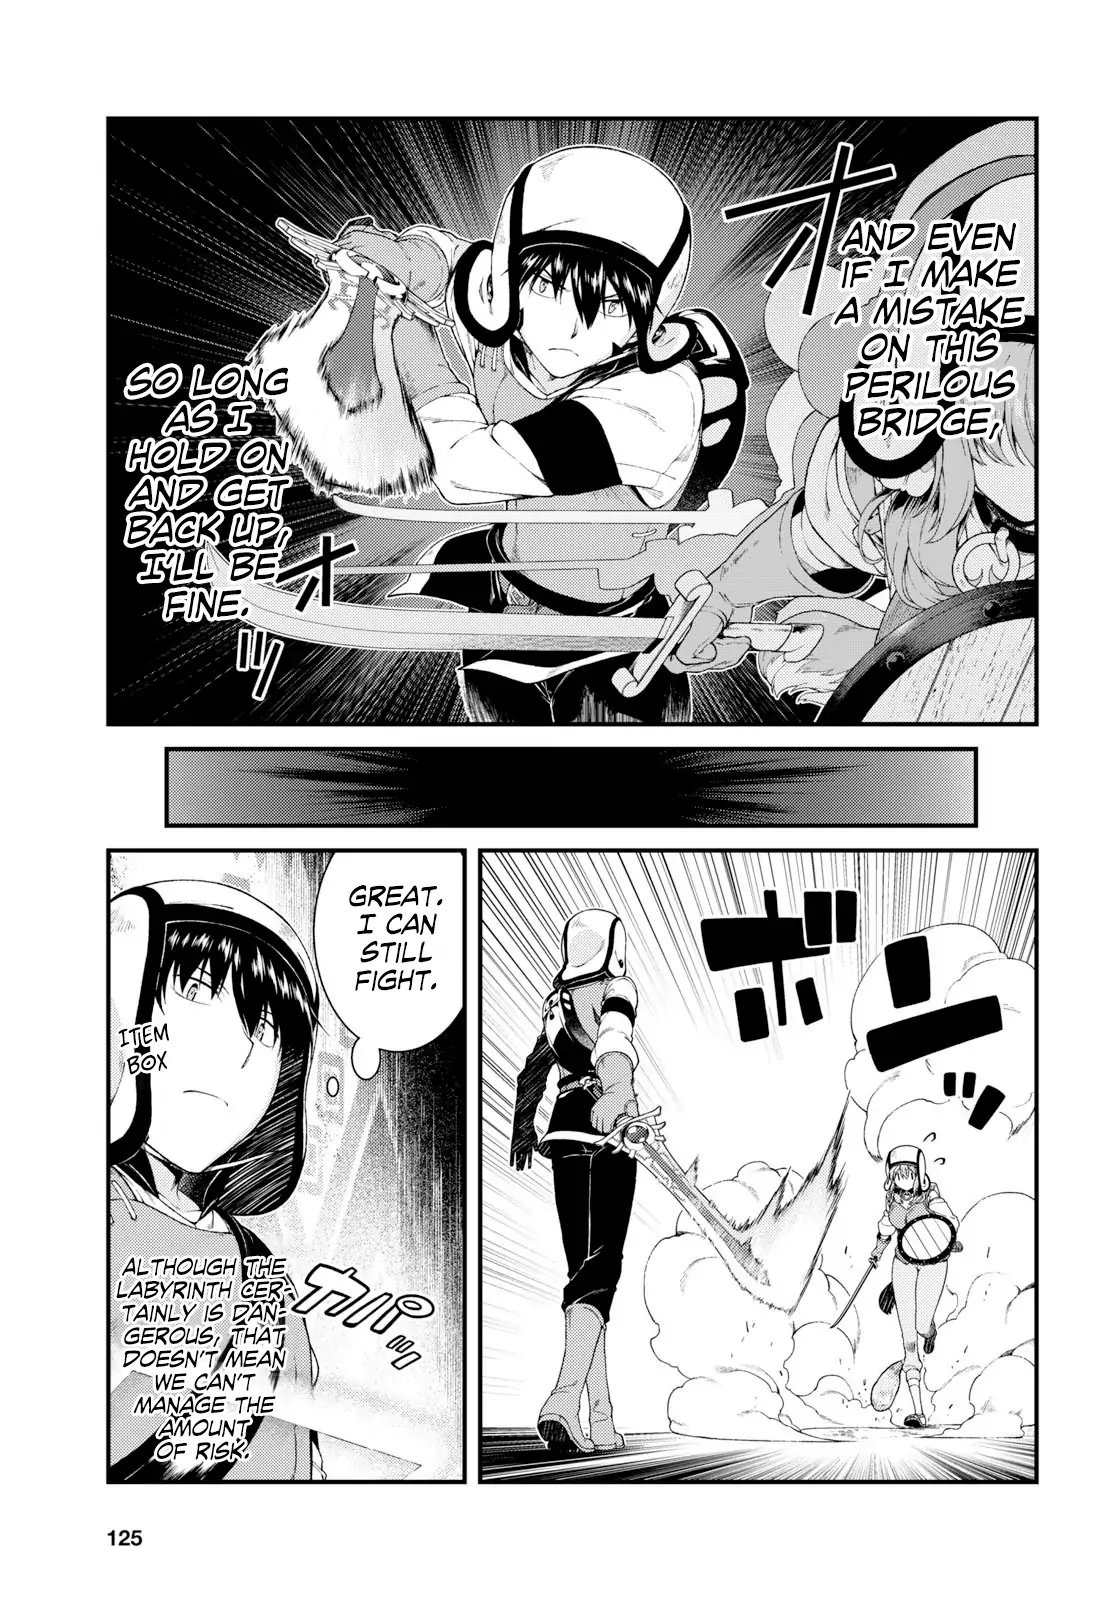 AND EVEN
IF I MAKE
A MISTAKE
ON THIS
PERILOUS
BRIDGE,
オ
SO LONG
AS I
HOLD ON
AND GET
BACK UP,
I'LL BE
FINE.
オッ
ボンッ
GREAT.
I CAN
STILL
FIGHT.
ITEM
BOX
カパッ
ALTHOUGH THE
LABYRINTH CER-
TAINLY IS DAN-
GEROUS, THAT
DOESN'T MEAN
WE CAN'T
MANAGE THE
AMOUNT
OF RISK.
125